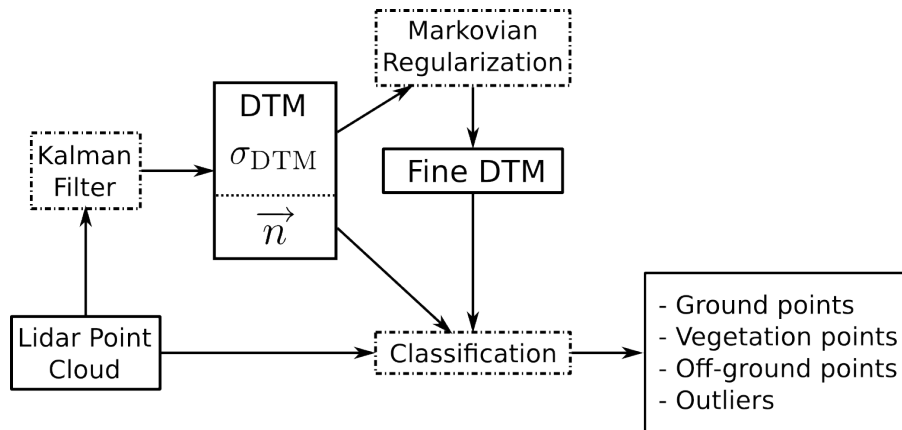 Markovian
Regularization
DTM
σ_DTM
n⃗
Kalman
Filter
Fine DTM
Lidar Point
Cloud
Classification
- Ground points
- Vegetation points
- Off-ground points
- Outliers